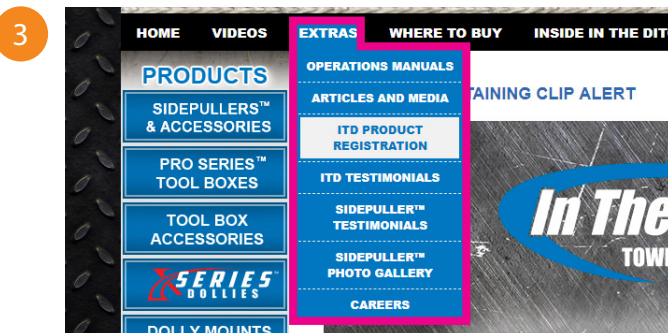 3
HOME VIDEOS EXTRAS WHERE TO BUY INSIDE IN THE DIT
PRODUCTS
SIDEPULLERS™
& ACCESSORIES
PRO SERIES™
TOOL BOXES
TOOL BOX
ACCESSORIES
XSERIES™
DOLLIES
DOLLY MOUNTS
OPERATIONS MANUALS
ARTICLES AND MEDIA
ITD PRODUCT
REGISTRATION
ITD TESTIMONIALS
SIDEPULLER™
TESTIMONIALS
SIDEPULLER™
PHOTO GALLERY
CAREERS
TAINING CLIP ALERT
In The
TOW